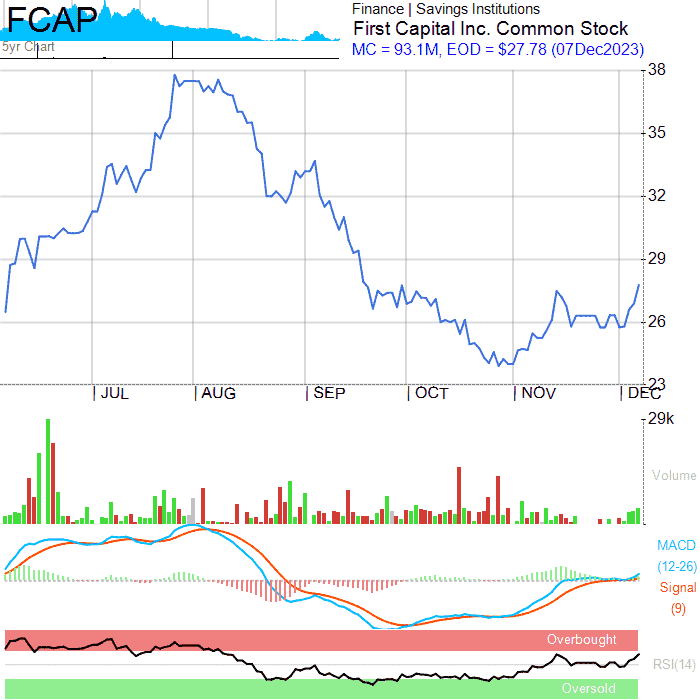 FCAP
5yr Chart
Finance | Savings Institutions
First Capital Inc. Common Stock
MC = 93.1M, EOD = $27.78 (07Dec2023)
38
35
32
29
26
23
JUL AUG SEP OCT NOV DEC
29k
Volume
MACD
(12-26)
Signal
(9)
Overbought
RSI(14)
Oversold